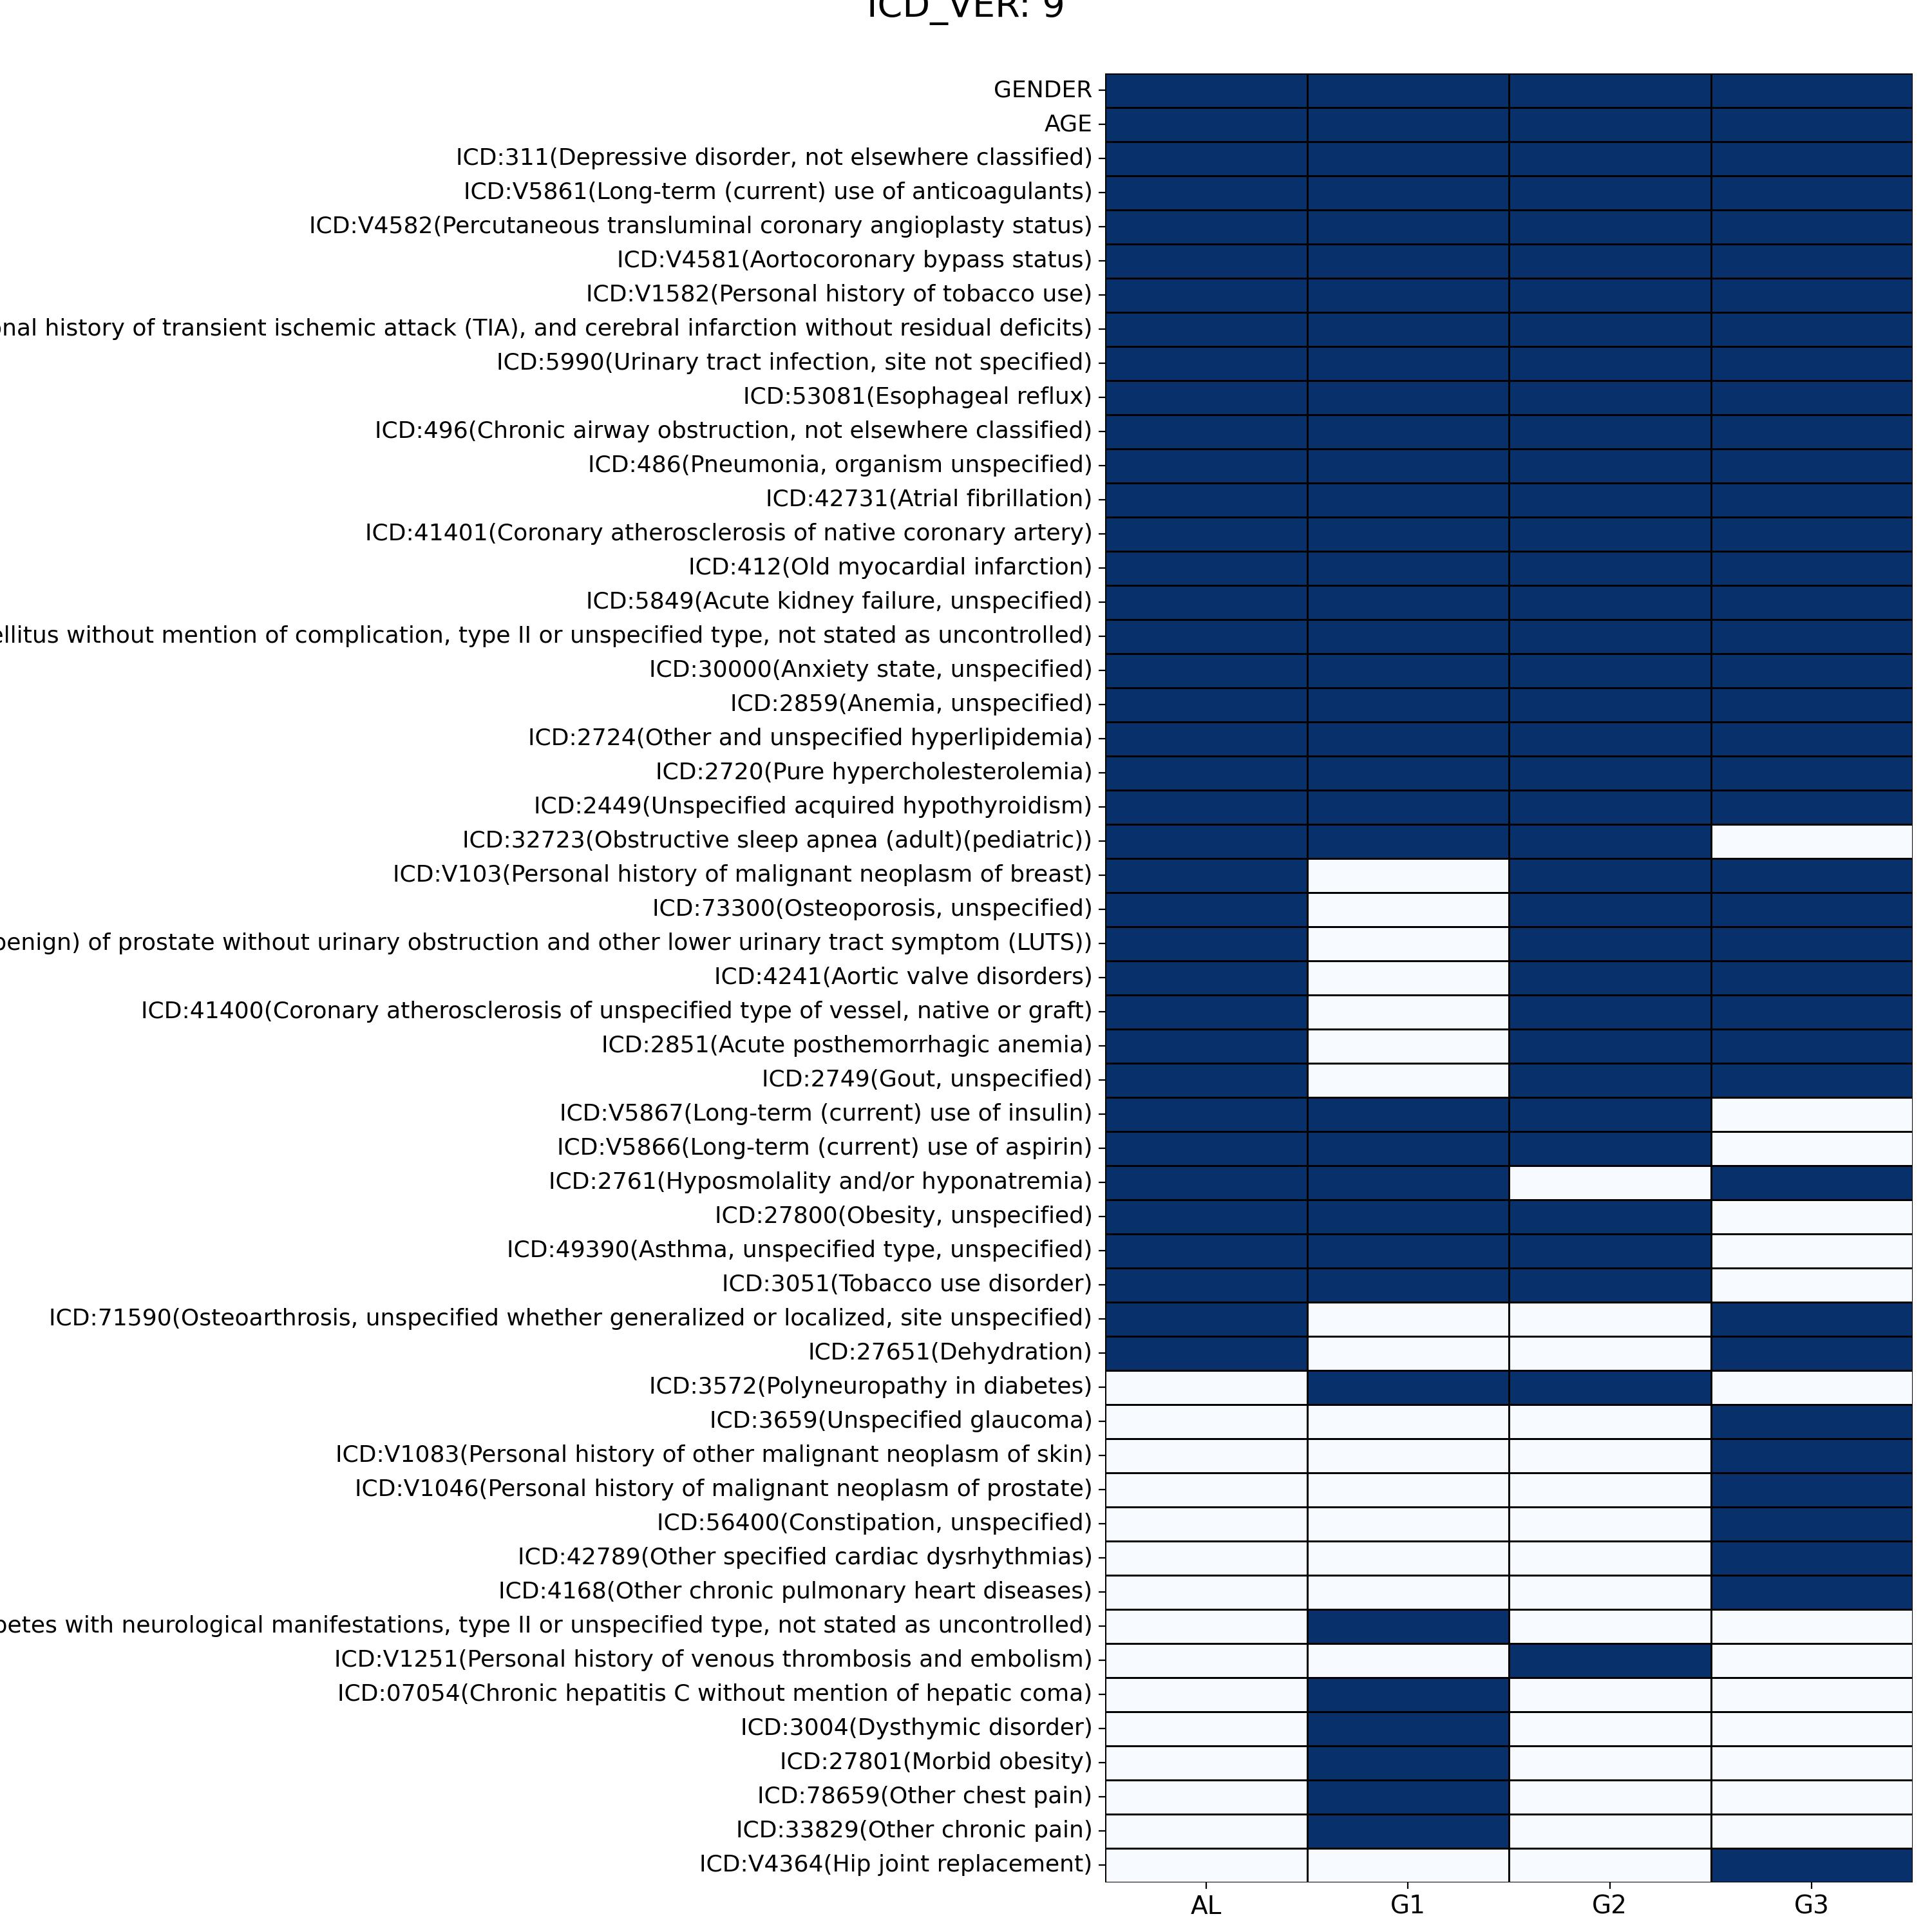 ICD_VER: 9
GENDER
AGE
ICD:311(Depressive disorder, not elsewhere classified)
ICD:V5861(Long-term (current) use of anticoagulants)
ICD:V4582(Percutaneous transluminal coronary angioplasty status)
ICD:V4581(Aortocoronary bypass status)
ICD:V1582(Personal history of tobacco use)
history of transient ischemic attack (TIA), and cerebral infarction without residual deficits)
ICD:5990(Urinary tract infection, site not specified)
ICD:53081(Esophageal reflux)
ICD:496(Chronic airway obstruction, not elsewhere classified)
ICD:486(Pneumonia, organism unspecified)
ICD:42731(Atrial fibrillation)
ICD:41401(Coronary atherosclerosis of native coronary artery)
ICD:412(Old myocardial infarction)
ICD:5849(Acute kidney failure, unspecified)
without mention of complication, type II or unspecified type, not stated as uncontrolled)
ICD:30000(Anxiety state, unspecified)
ICD:2859(Anemia, unspecified)
ICD:2724(Other and unspecified hyperlipidemia)
ICD:2720(Pure hypercholesterolemia)
ICD:2449(Unspecified acquired hypothyroidism)
ICD:32723(Obstructive sleep apnea (adult)(pediatric))
ICD:V103(Personal history of malignant neoplasm of breast)
ICD:73300(Osteoporosis, unspecified)
benign) of prostate without urinary obstruction and other lower urinary tract symptom (LUTS))
ICD:4241(Aortic valve disorders)
ICD:41400(Coronary atherosclerosis of unspecified type of vessel, native or graft)
ICD:2851(Acute posthemorrhagic anemia)
ICD:2749(Gout, unspecified)
ICD:V5867(Long-term (current) use of insulin)
ICD:V5866(Long-term (current) use of aspirin)
ICD:2761(Hyposmolality and/or hyponatremia)
ICD:27800(Obesity, unspecified)
ICD:49390(Asthma, unspecified type, unspecified)
ICD:3051(Tobacco use disorder)
ICD:71590(Osteoarthrosis, unspecified whether generalized or localized, site unspecified)
ICD:27651(Dehydration)
ICD:3572(Polyneuropathy in diabetes)
ICD:3659(Unspecified glaucoma)
ICD:V1083(Personal history of other malignant neoplasm of skin)
ICD:V1046(Personal history of malignant neoplasm of prostate)
ICD:56400(Constipation, unspecified)
ICD:42789(Other specified cardiac dysrhythmias)
ICD:4168(Other chronic pulmonary heart diseases)
with neurological manifestations, type II or unspecified type, not stated as uncontrolled)
ICD:V1251(Personal history of venous thrombosis and embolism)
ICD:07054(Chronic hepatitis C without mention of hepatic coma)
ICD:3004(Dysthymic disorder)
ICD:27801(Morbid obesity)
ICD:78659(Other chest pain)
ICD:33829(Other chronic pain)
ICD:V4364(Hip joint replacement)
AL G1 G2 G3